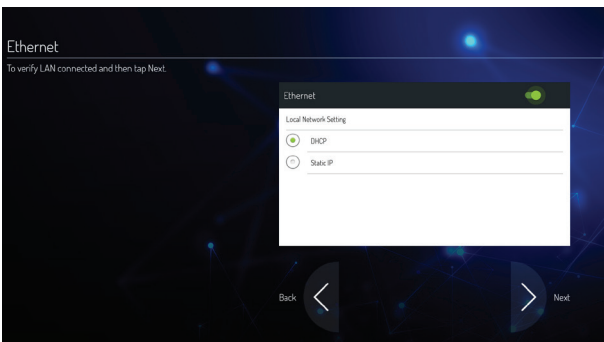 Ethernet
To verify LAN connected and then tap Next.
Ethernet
Local Network Setting
DHCP
Static IP
Back
Next